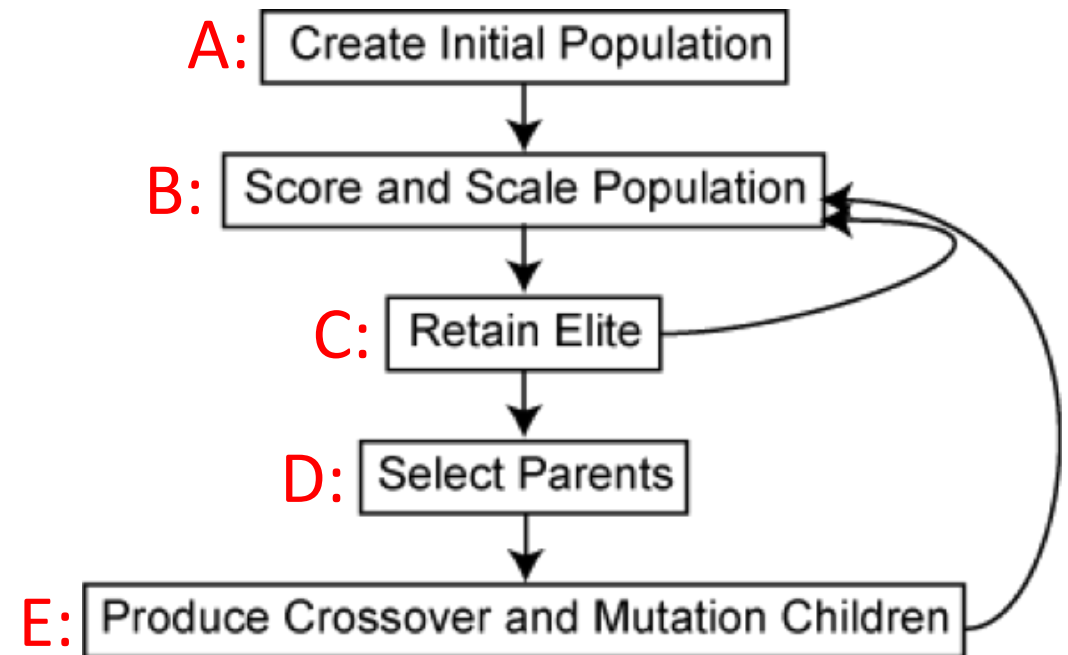 A: Create Initial Population
B: Score and Scale Population
C: Retain Elite
D: Select Parents
E: Produce Crossover and Mutation Children